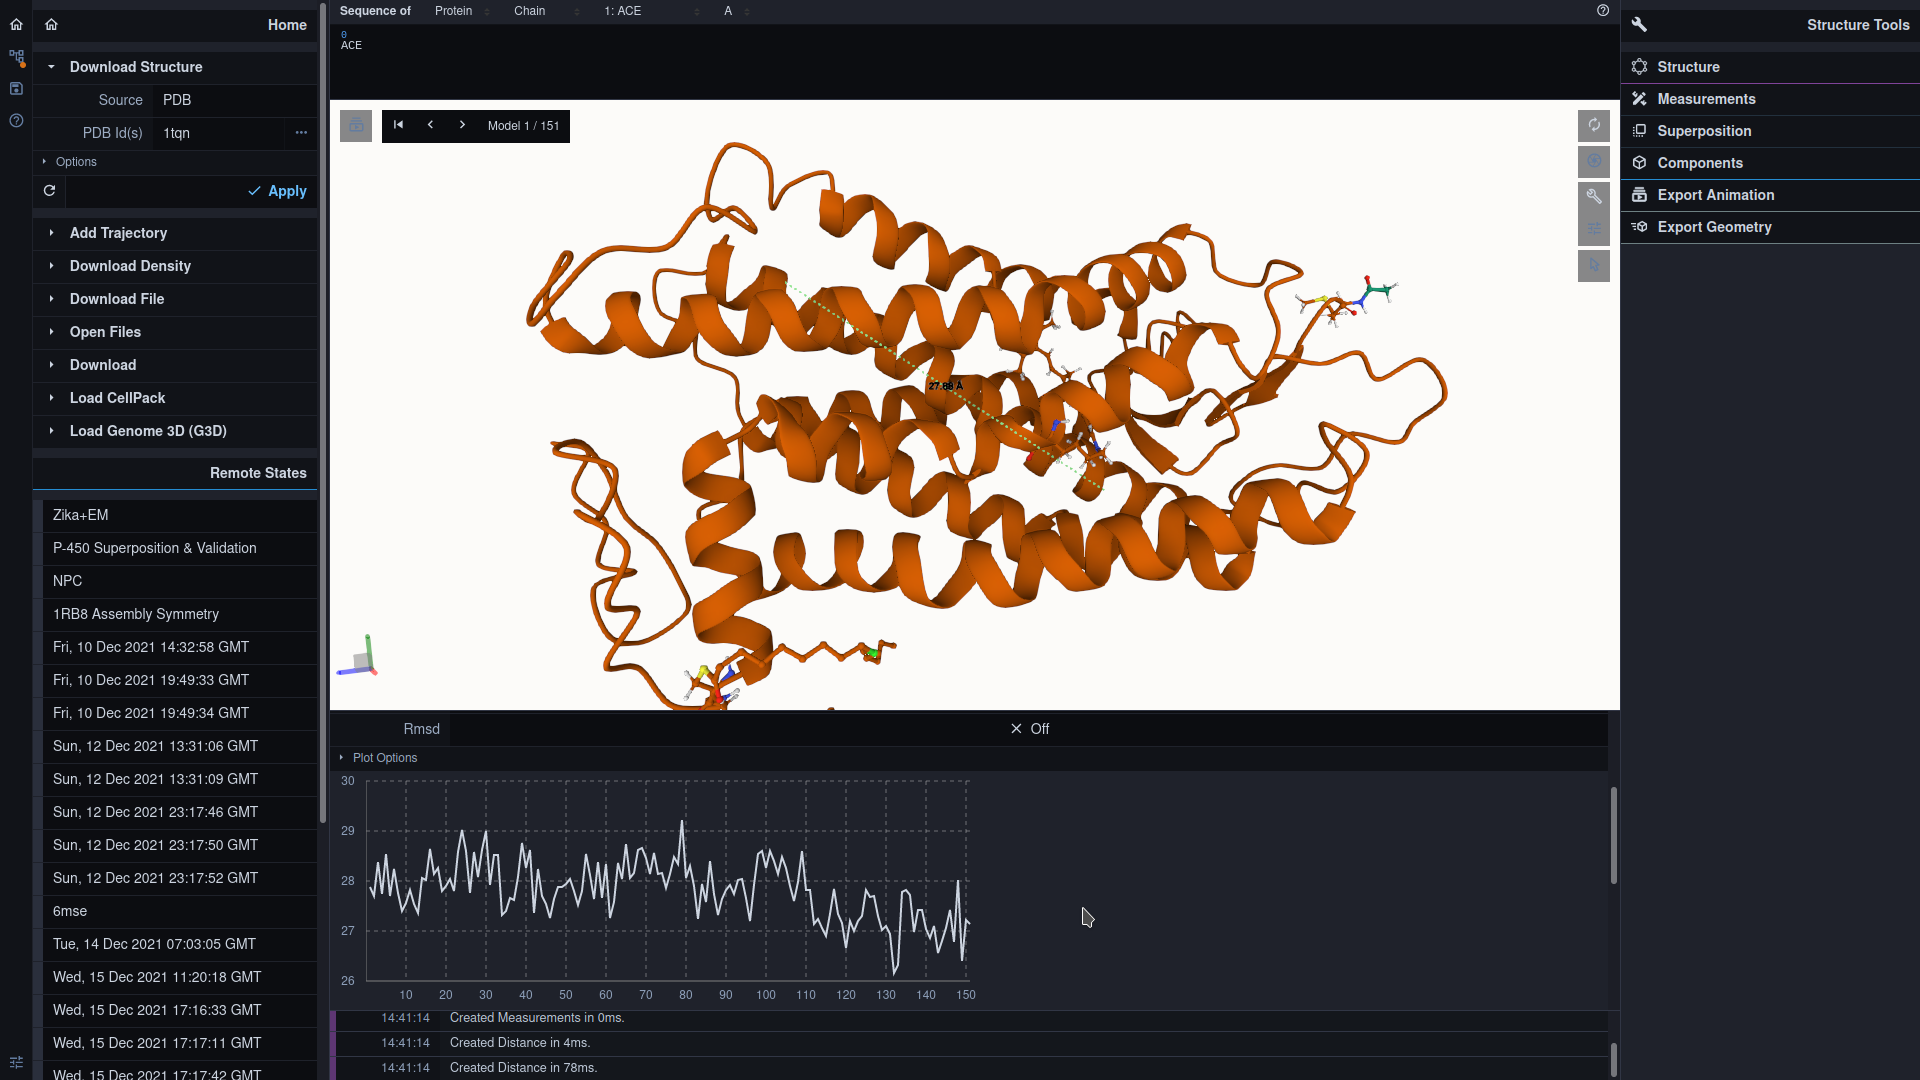 Home
Download Structure
Source PDB
PDB Id(s) 1tqn
Options
Apply
Add Trajectory
Download Density
Download File
Open Files
Download
Load CellPack
Load Genome 3D (G3D)
Remote States
Zika+EM
P-450 Superposition & Validation
NPC
1RB8 Assembly Symmetry
Fri, 10 Dec 2021 14:32:58 GMT
Fri, 10 Dec 2021 19:49:33 GMT
Fri, 10 Dec 2021 19:49:34 GMT
Sun, 12 Dec 2021 13:31:06 GMT
Sun, 12 Dec 2021 13:31:09 GMT
Sun, 12 Dec 2021 23:17:46 GMT
Sun, 12 Dec 2021 23:17:50 GMT
Sun, 12 Dec 2021 23:17:52 GMT
6mse
Tue, 14 Dec 2021 07:03:05 GMT
Wed, 15 Dec 2021 11:20:18 GMT
Wed, 15 Dec 2021 17:16:33 GMT
Wed, 15 Dec 2021 17:17:11 GMT
Wed, 15 Dec 2021 17:17:42 GMT
Sequence of Protein Chain 1: ACE A
0
ACE
Model 1 / 151
27.88 Å
Rmsd Off
Plot Options
30
29
28
27
26
10 20 30 40 50 60 70 80 90 100 110 120 130 140 150
14:41:14 Created Measurements in 0ms.
14:41:14 Created Distance in 4ms.
14:41:14 Created Distance in 78ms.
Structure Tools
Structure
Measurements
Superposition
Components
Export Animation
Export Geometry